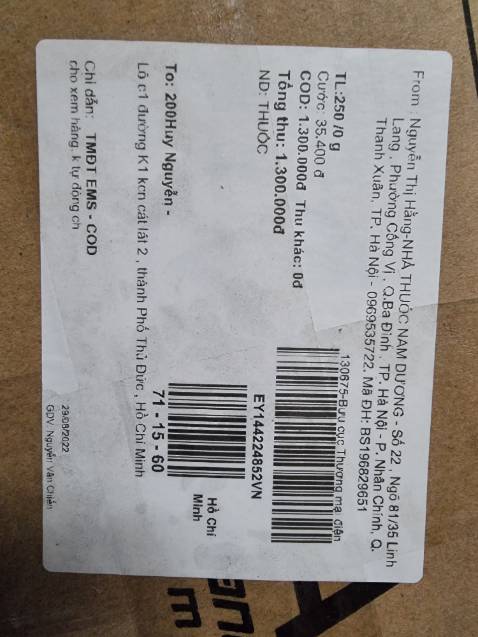 From : Nguyễn Thị Hằng-NHÀ THUỐC NAM DƯƠNG - Số 22 , Ngõ 81/35 Linh
Lang , Phường Cống Vị , Q.Ba Đình , TP. Hà Nội - P. Nhân Chính, Q.
Thanh Xuân, TP. Hà Nội - 0969535722. Mã ĐH: BS196829651
TL:250 /0 g
Cước: 35.400 đ
COD: 1.300.000đ Thu khác: 0đ
Tổng thu: 1.300.000đ
ND: THUỐC
130675-Bưu cục Thương mại điện
EY144224852VN
To: 200Huy Nguyễn -
Lô c1 đường K1 kcn cát lát 2 , thành Phố Thủ Đức , Hồ Chí Minh
71 - 15 - 60
Hồ Chí
Minh
Chỉ dẫn: TMĐT EMS - COD
cho xem hàng, k tự động ch
29/08/2022
GDV. Nguyễn Văn Chiến